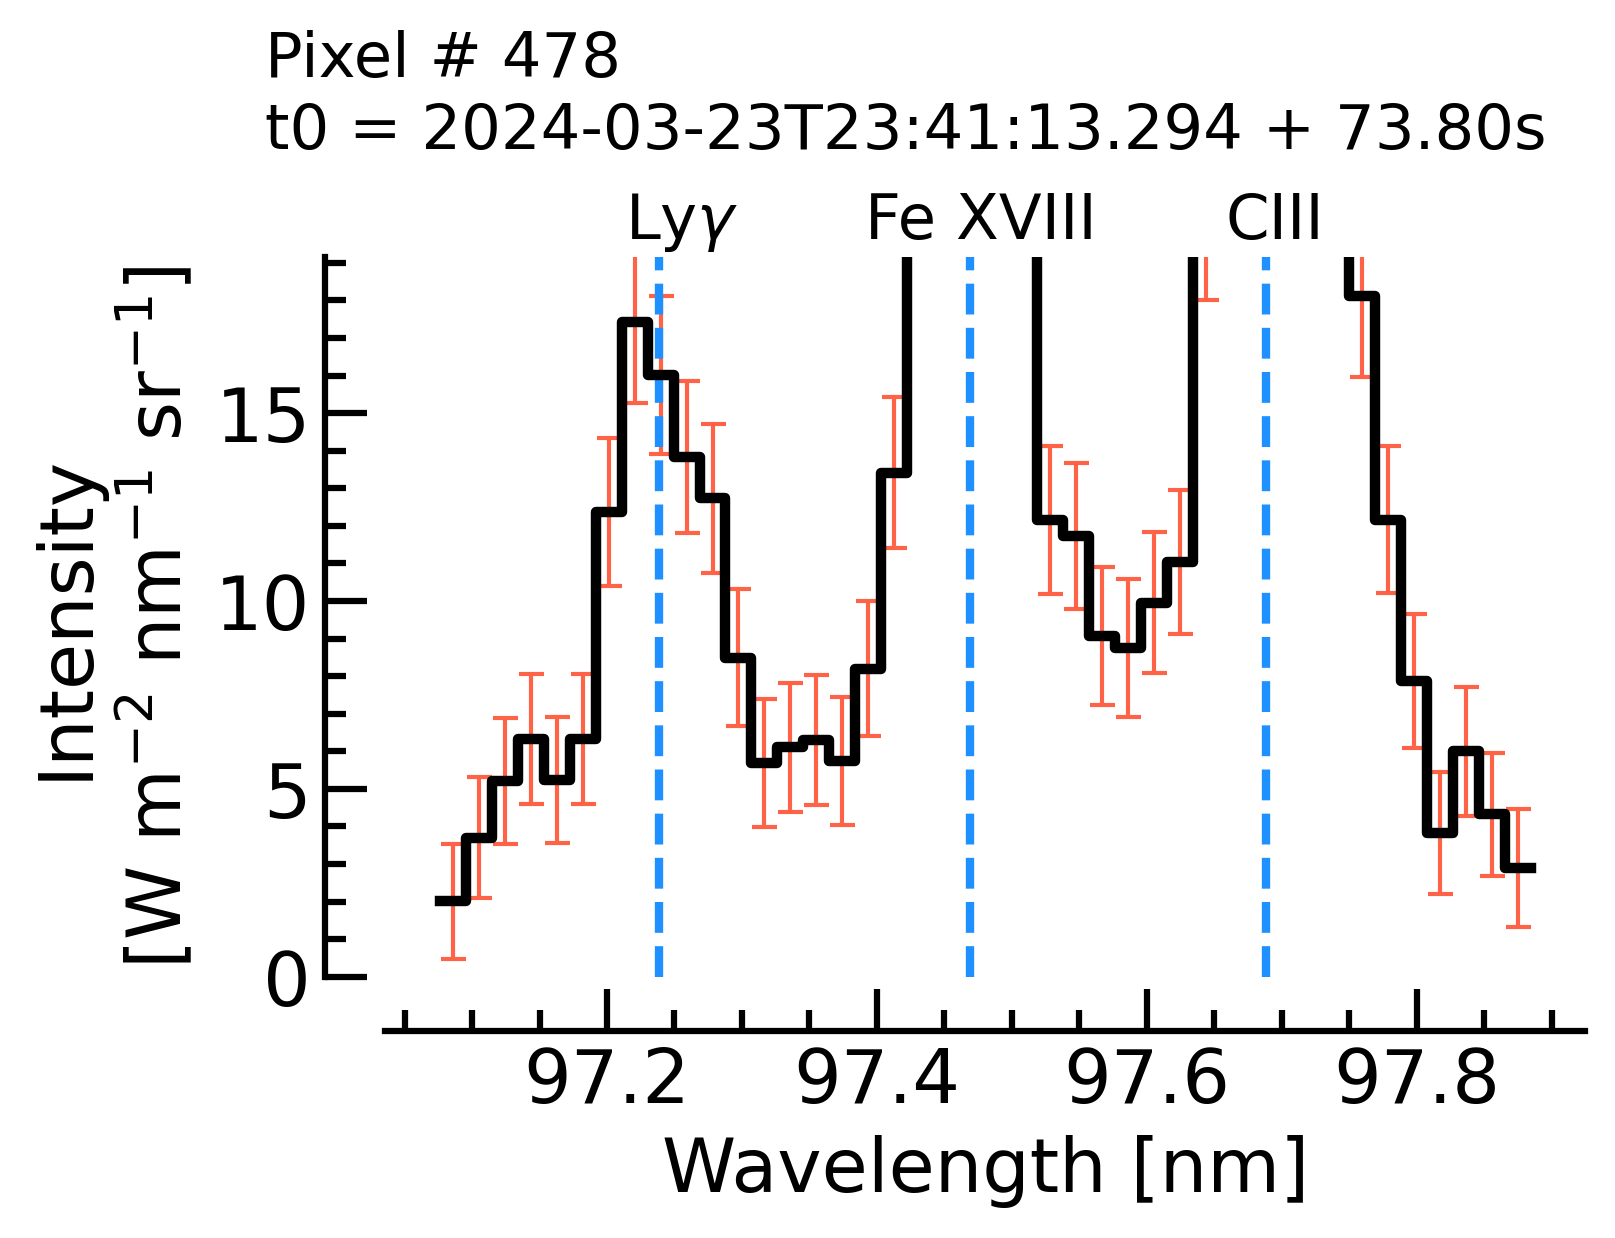 Pixel # 478
t0 = 2024-03-23T23:41:13.294 + 73.80s
Lyγ Fe XVIII CIII
Intensity
[W m⁻² nm⁻¹ sr⁻¹]
15
10
5
0
97.2 97.4 97.6 97.8
Wavelength [nm]